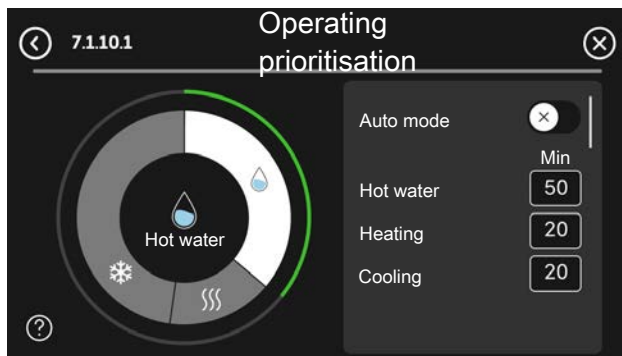 7.1.10.1
Operating
prioritisation
Auto mode
Min
Hot water
50
Heating
20
Cooling
20
Hot water
?